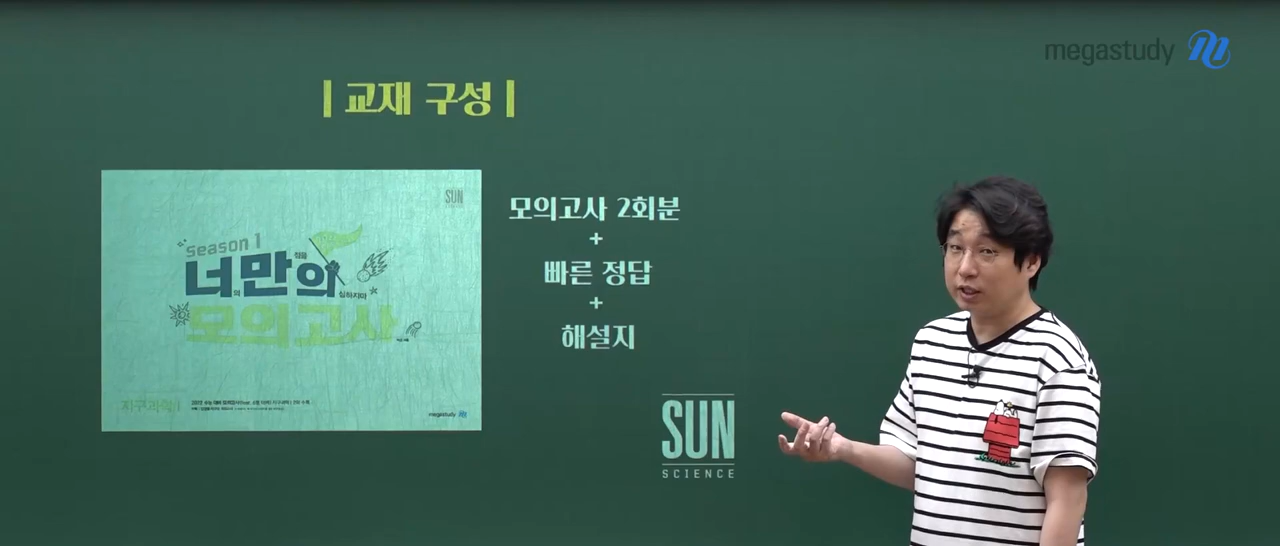 megastudy
| 교재 구성 |
SUN
SCIENCE
Season 1
너만의
모의고사
지구과학 I
megastudy
모의고사 2회분
+
빠른 정답
+
해설지
SUN
SCIENCE